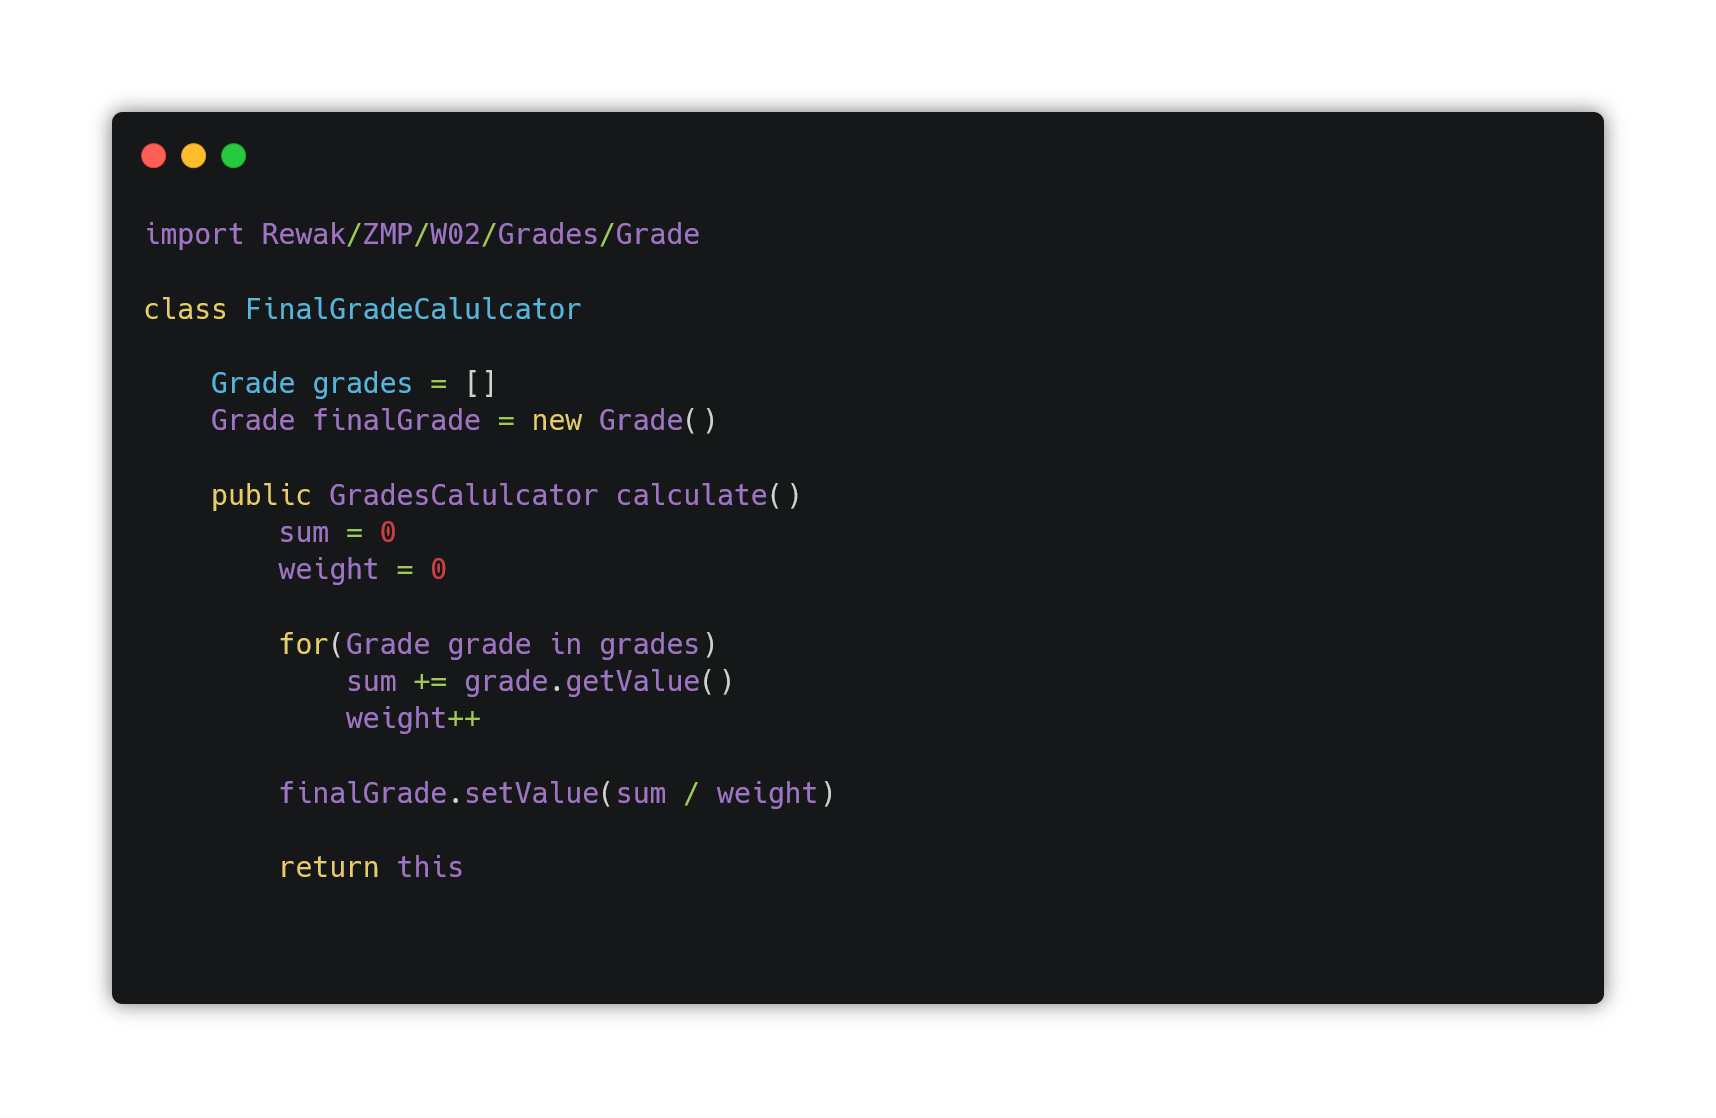 import Rewak/ZMP/W02/Grades/Grade
class FinalGradeCalulcator
Grade grades = []
Grade finalGrade = new Grade()
public GradesCalulcator calculate()
sum = 0
weight = 0
for(Grade grade in grades)
sum += grade.getValue()
weight++
finalGrade.setValue(sum / weight)
return this